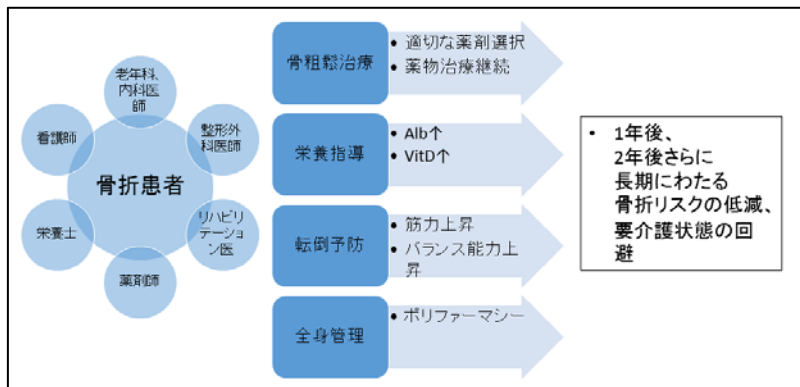 老年科、
内科医
師
看護師
整形外
科医師
骨折患者
栄養士
リハビリ
テーショ
ン医
薬剤師
骨粗鬆治療
• 適切な薬剤選択
• 薬物治療継続
栄養指導
• Alb↑
• VitD↑
転倒予防
• 筋力上昇
• バランス能力上
昇
全身管理
• ポリファーマシー
• 1年後、
2年後さらに
長期にわたる
骨折リスクの低減、
要介護状態の回
避